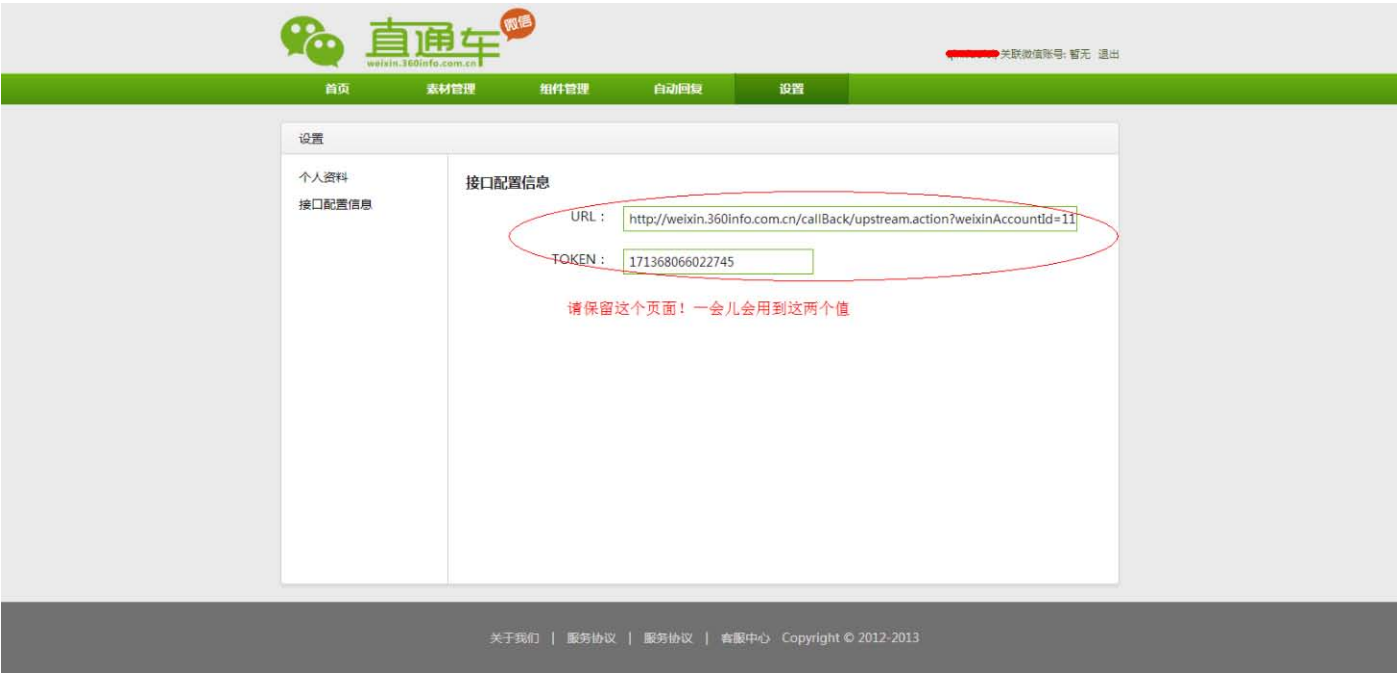 直通车
微信
weixin.360info.com.cn
关联微信账号: 暂无 退出
首页 素材管理 组件管理 自动回复 设置
设置
个人资料
接口配置信息
接口配置信息
URL：
http://weixin.360info.com.cn/callBack/upstream.action?weixinAccountId=11
TOKEN：
171368066022745
请保留这个页面！一会儿会用到这两个值
关于我们 | 服务协议 | 服务协议 | 客服中心 Copyright © 2012-2013